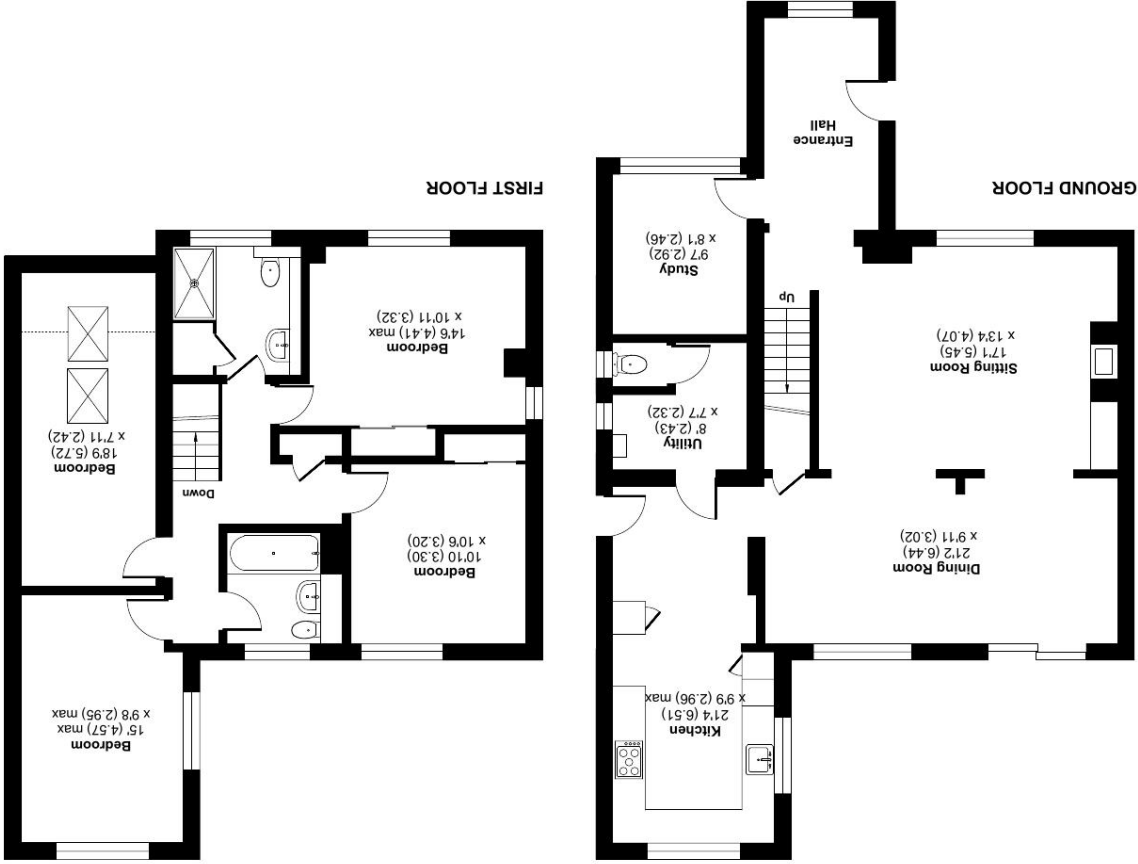 Kitchen
21'4 (6.51)
x 9'9 (2.96) max
Dining Room
21'2 (6.44)
x 9'11 (3.02)
Utility
8' (2.43)
x 7'7 (2.32)
Sitting Room
17'1 (5.45)
x 13'4 (4.07)
Up
Study
9'7 (2.92)
x 8'1 (2.46)
Entrance
Hall
GROUND FLOOR
Bedroom
15' (4.57) max
x 9'8 (2.95) max
Bedroom
10'10 (3.30)
x 10'6 (3.20)
Down
Bedroom
18'9 (5.72)
x 7'11 (2.42)
Bedroom
14'6 (4.41) max
x 10'11 (3.32)
FIRST FLOOR